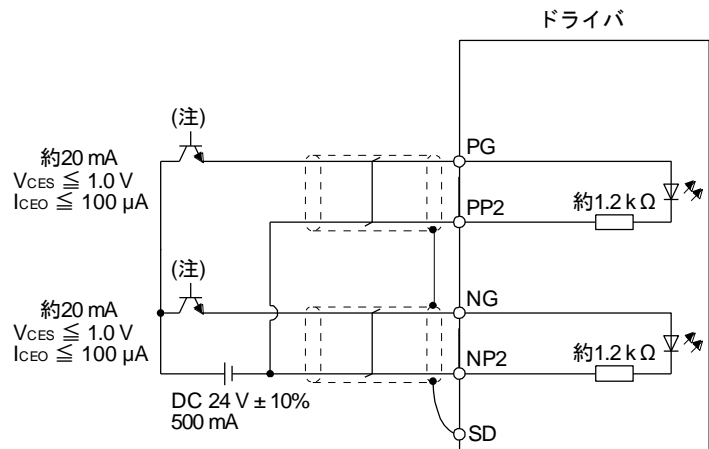 ドライバ
(注)
約20 mA
VCES ≦ 1.0 V
ICEO ≦ 100 µA
PG
PP2
約1.2 k Ω
(注)
約20 mA
VCES ≦ 1.0 V
ICEO ≦ 100 µA
NG
NP2
約1.2 k Ω
DC 24 V ± 10%
500 mA
SD